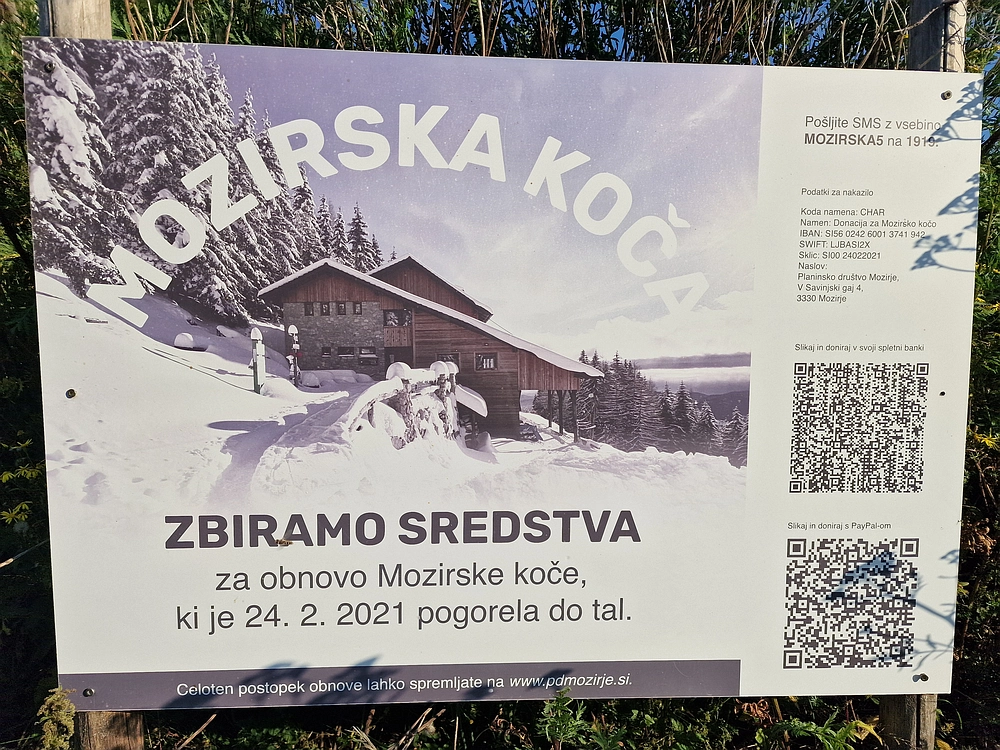 MOZIRSKA KOČA
ZBIRAMO SREDSTVA
za obnovo Mozirske koče,
ki je 24. 2. 2021 pogorela do tal.
Celoten postopek obnove lahko spremljate na www.pdmozirje.si.
Pošljite SMS z vsebino
MOZIRSKA5 na 1919.
Podatki za nakazilo
Koda namena: CHAR
Namen: Donacija za Mozirsko kočo
IBAN: SI56 0242 6001 3741 942
SWIFT: LJBASI2X
Sklic: SI00 24022021
Naslov:
Planinsko društvo Mozirje,
V Savinjski gaj 4,
3330 Mozirje
Slikaj in doniraj v svoji spletni banki
Slikaj in doniraj s PayPal-om